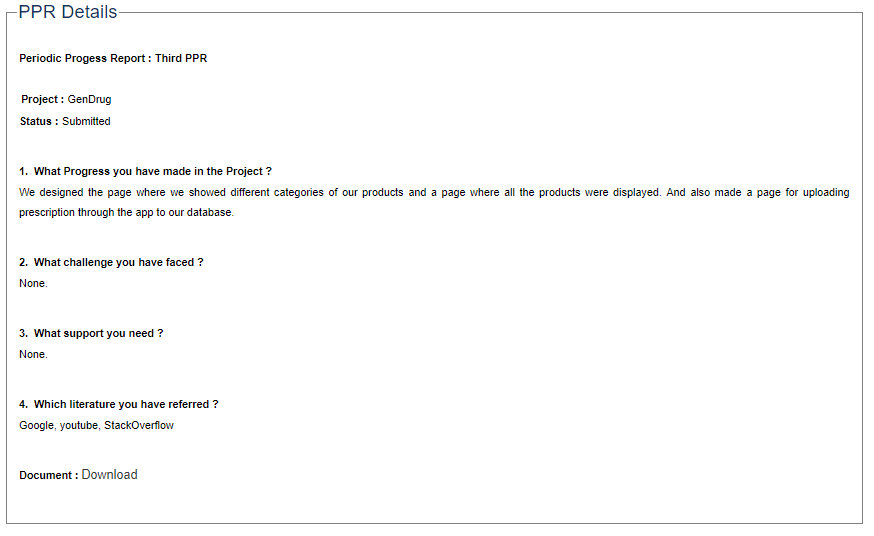 PPR Details
Periodic Progess Report : Third PPR
Project : GenDrug
Status : Submitted
1. What Progress you have made in the Project ?
We designed the page where we showed different categories of our products and a page where all the products were displayed. And also made a page for uploading
prescription through the app to our database.
2. What challenge you have faced ?
None.
3. What support you need ?
None.
4. Which literature you have referred ?
Google, youtube, StackOverflow
Document : Download